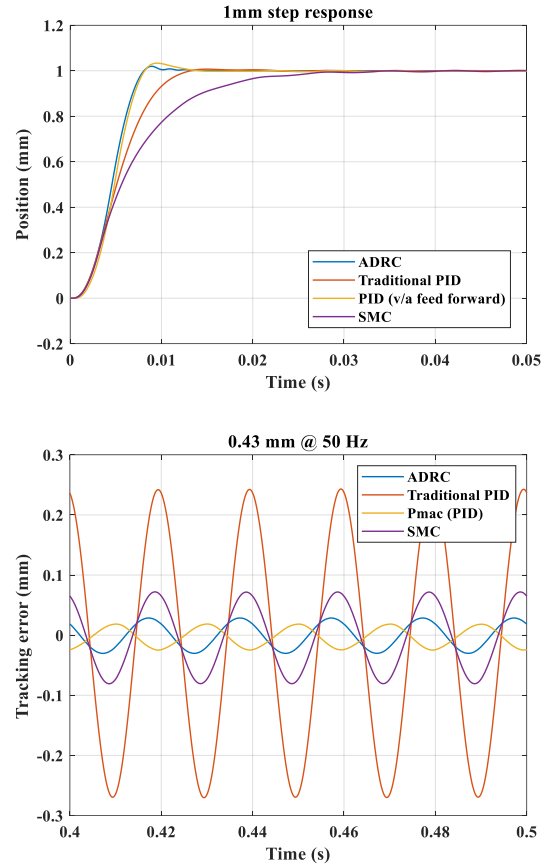 1mm step response
1.2
1
0.8
0.6
0.4
0.2
0
-0.2
Position (mm)
ADRC
Traditional PID
PID (v/a feed forward)
SMC
0 0.01 0.02 0.03 0.04 0.05
Time (s)
0.43 mm @ 50 Hz
0.3
0.2
0.1
0
-0.1
-0.2
-0.3
Tracking error (mm)
ADRC
Traditional PID
Pmac (PID)
SMC
0.4 0.42 0.44 0.46 0.48 0.5
Time (s)